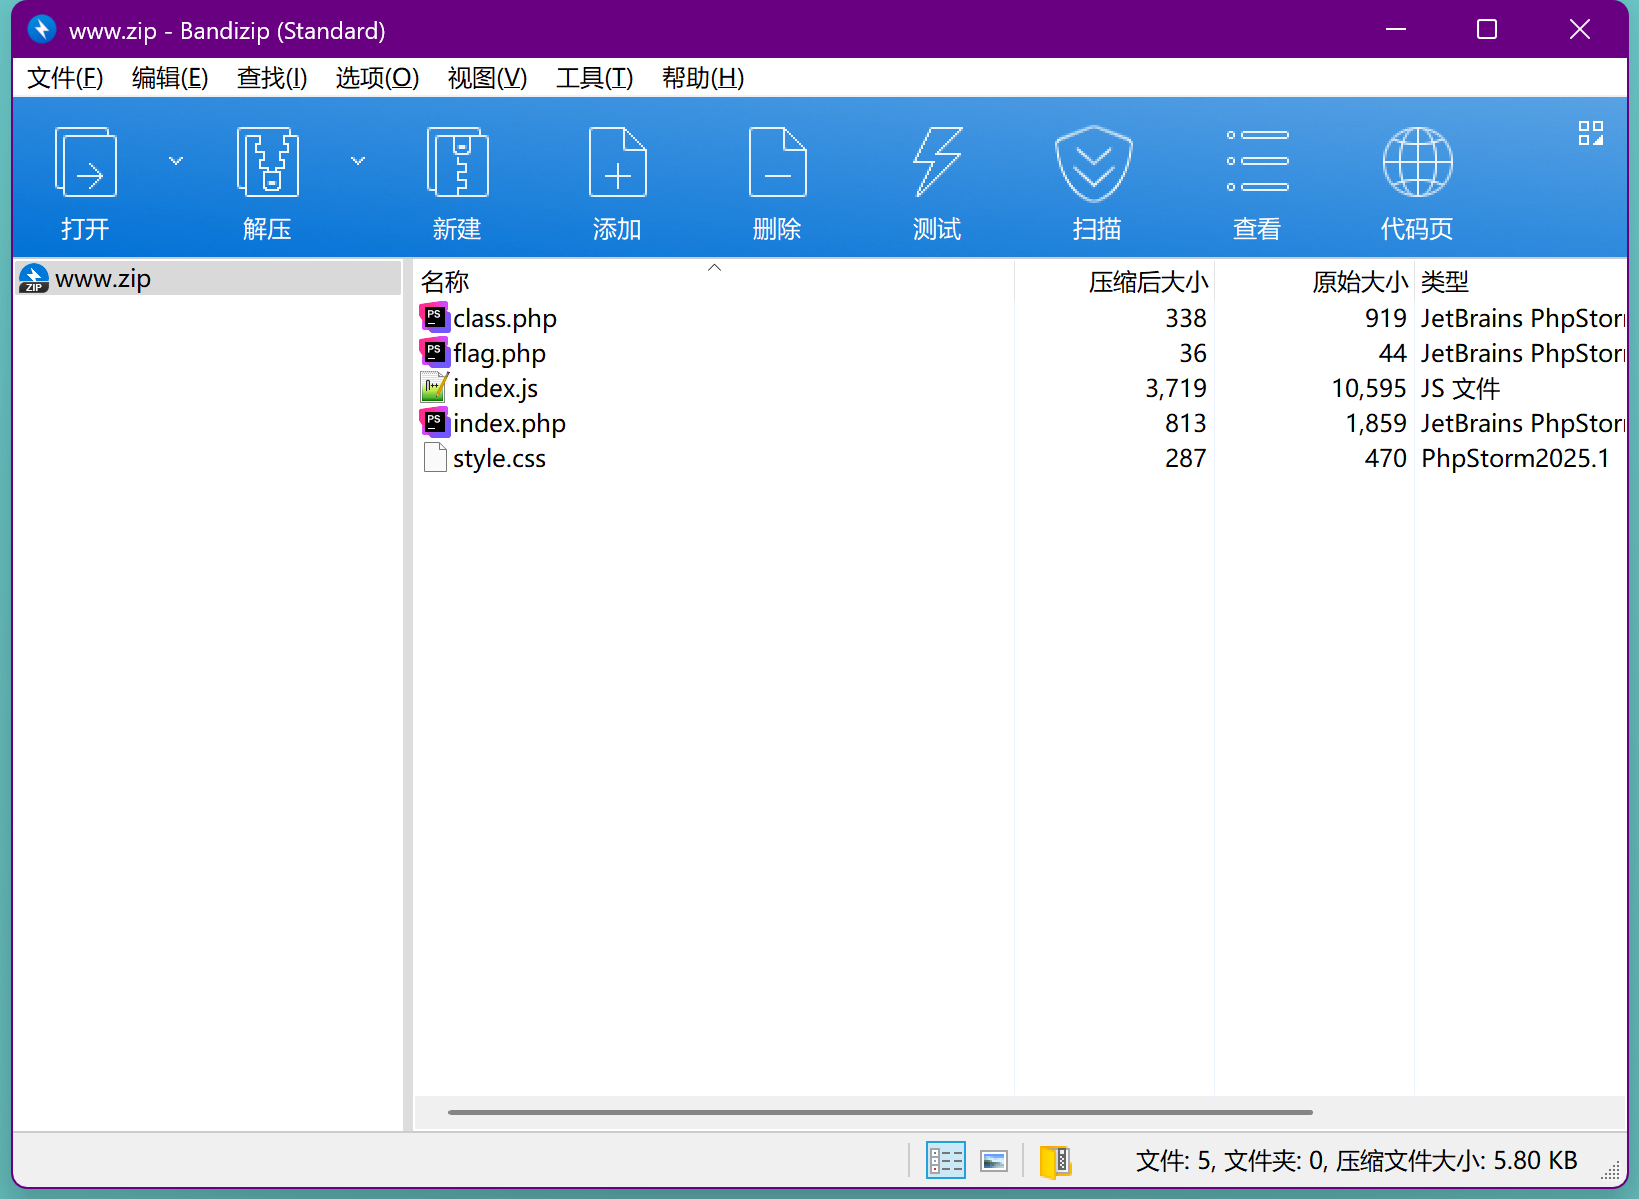 www.zip - Bandizip (Standard)
文件(F) 编辑(E) 查找(I) 选项(O) 视图(V) 工具(T) 帮助(H)
打开 解压 新建 添加 删除 测试 扫描 查看 代码页
ZIP www.zip
名称 压缩后大小 原始大小 类型
PS class.php 338 919 JetBrains PhpStor
PS flag.php 36 44 JetBrains PhpStor
index.js 3,719 10,595 JS 文件
PS index.php 813 1,859 JetBrains PhpStor
style.css 287 470 PhpStorm2025.1
文件: 5, 文件夹: 0, 压缩文件大小: 5.80 KB